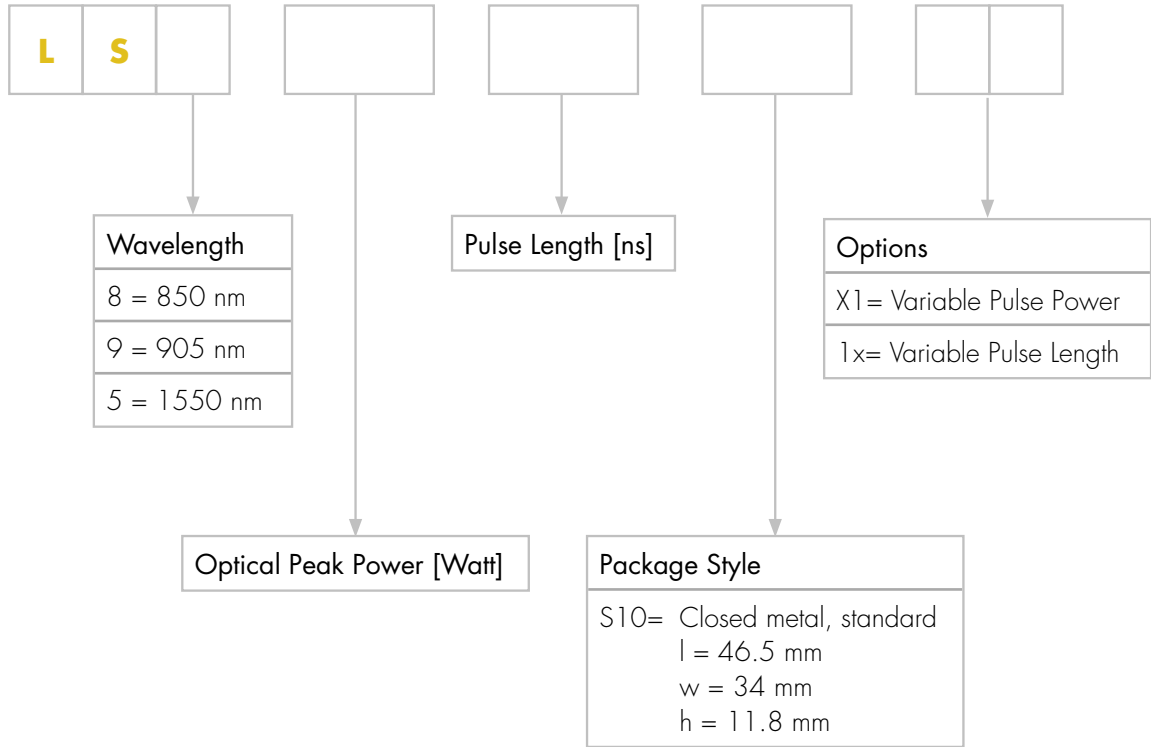 L S
Wavelength
8 = 850 nm
9 = 905 nm
5 = 1550 nm
Optical Peak Power [Watt]
Pulse Length [ns]
Package Style
S10= Closed metal, standard
l = 46.5 mm
w = 34 mm
h = 11.8 mm
Options
X1= Variable Pulse Power
1x= Variable Pulse Length